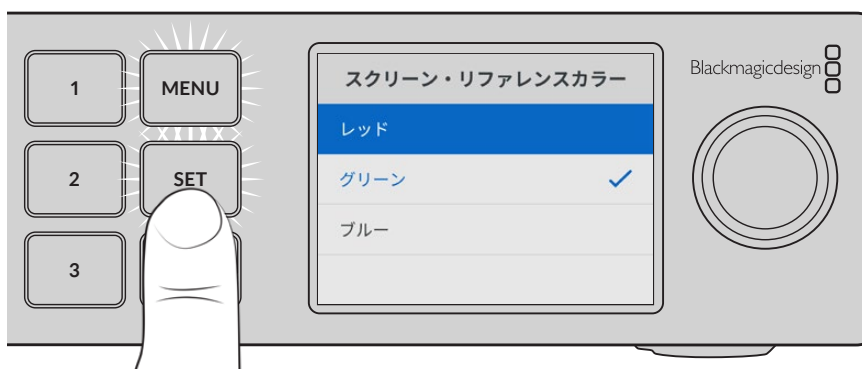 1
MENU
スクリーン・リファレンスカラー
Blackmagicdesign
レッド
2
SET
グリーン
ブルー
3